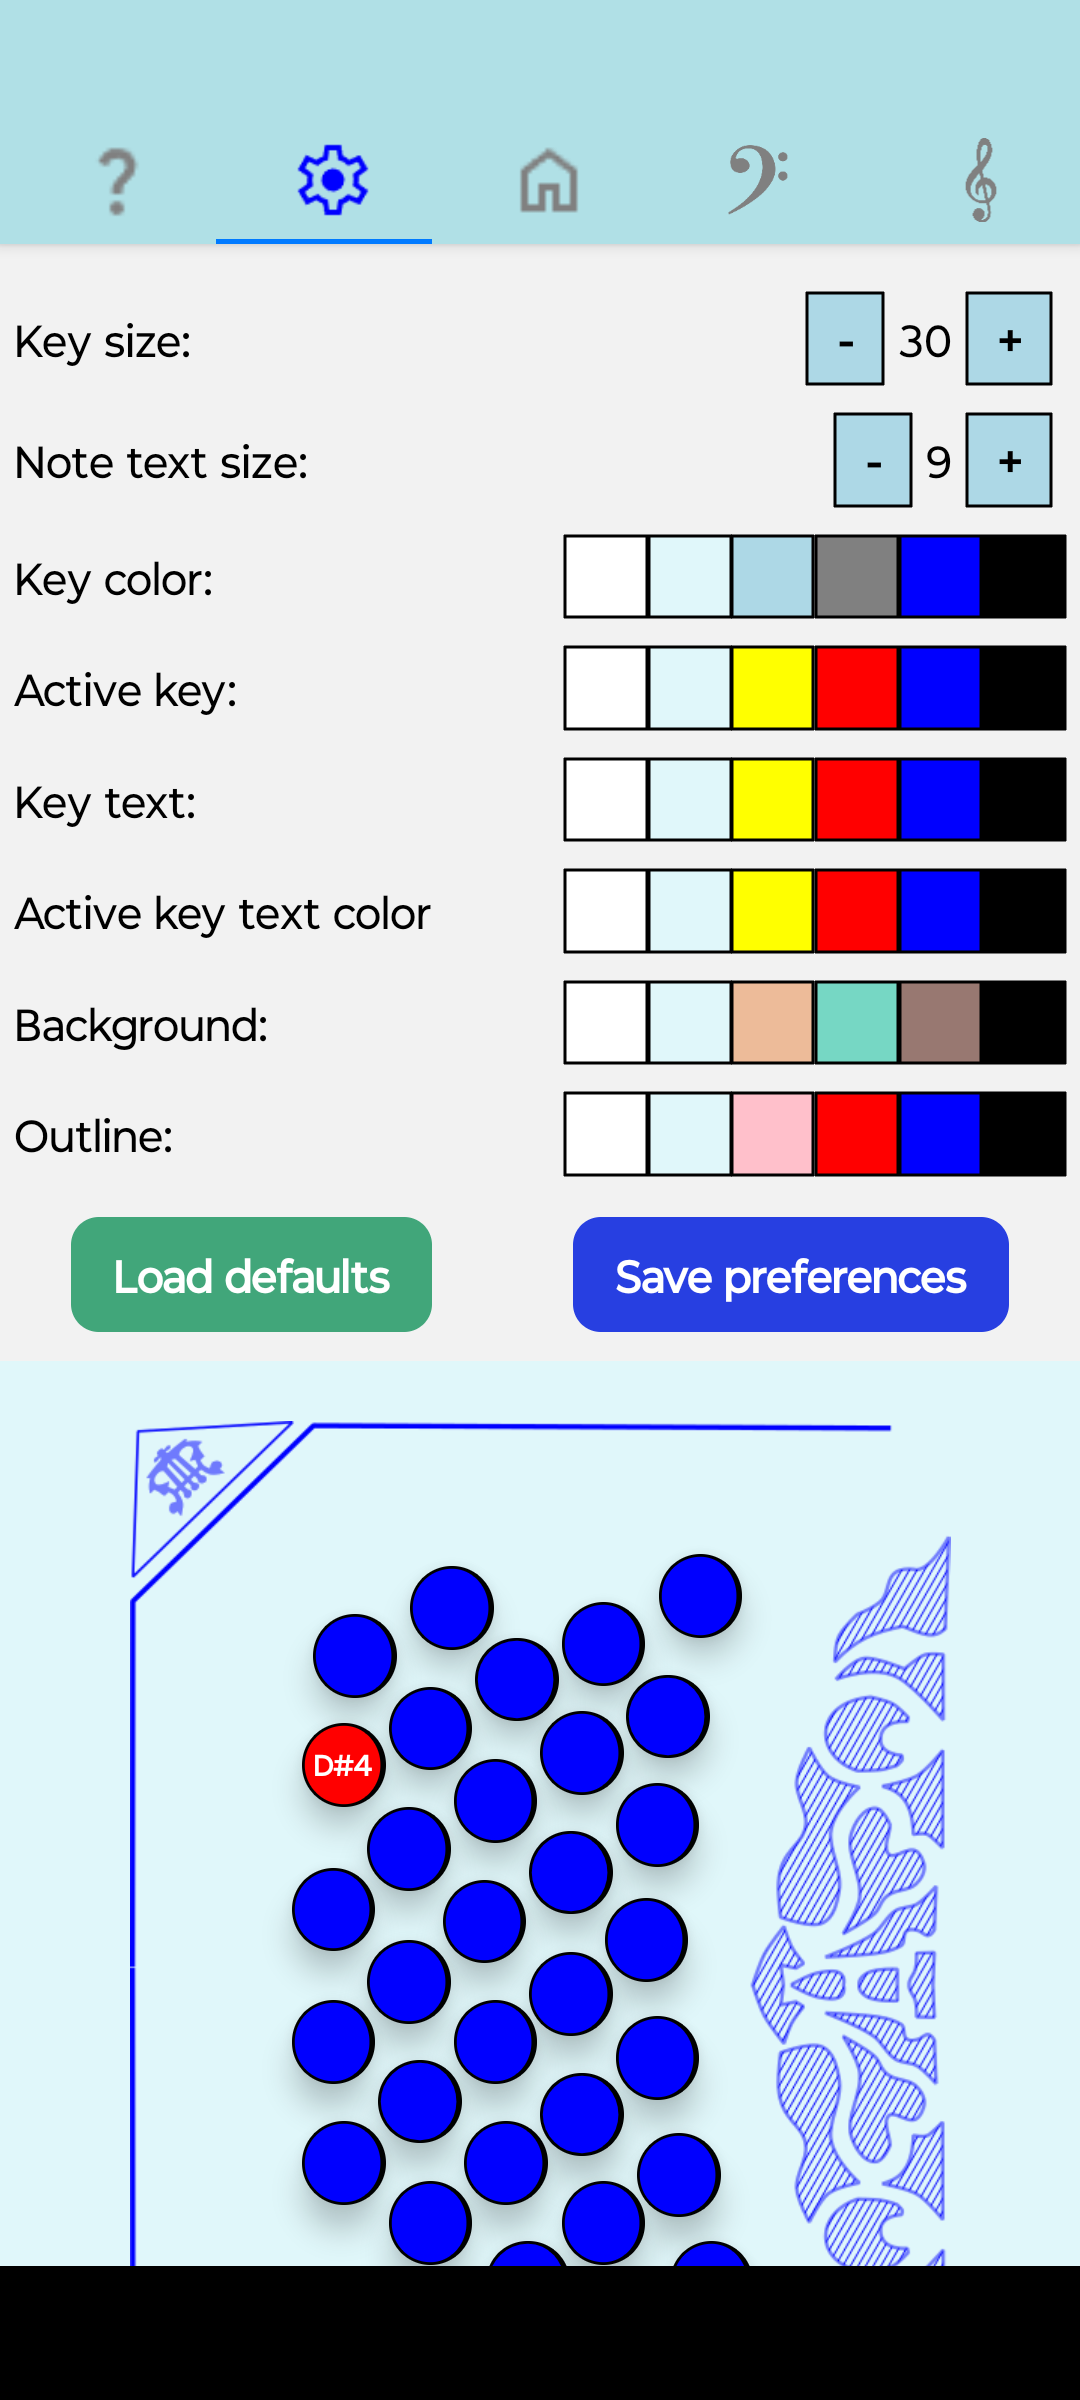 ?
Key size: - 30 +
Note text size: - 9 +
Key color:
Active key:
Key text:
Active key text color
Background:
Outline:
Load defaults Save preferences
D#4